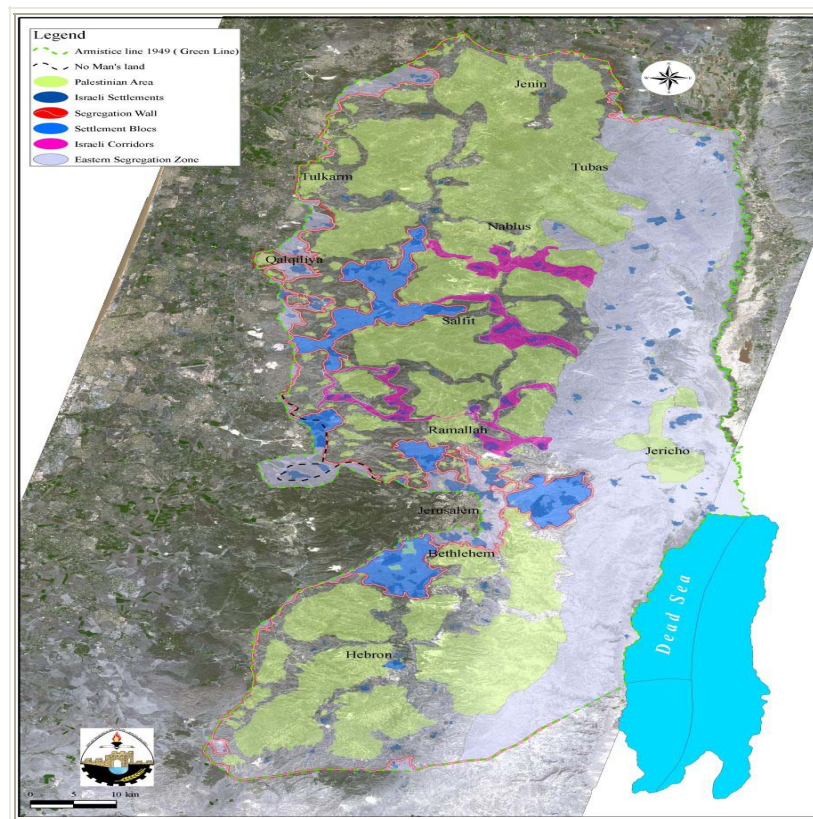 Legend
Armistice line 1949 ( Green Line)
No Man's land
Palestinian Area
Israeli Settlements
Segregation Wall
Settlement Blocs
Israeli Corridors
Eastern Segregation Zone
Jenin
Tubas
Tulkarm
Nablus
Qalqiliya
Salfit
Ramallah
Jericho
Jerusalem
Bethlehem
Dead Sea
Hebron
0 5 10 km